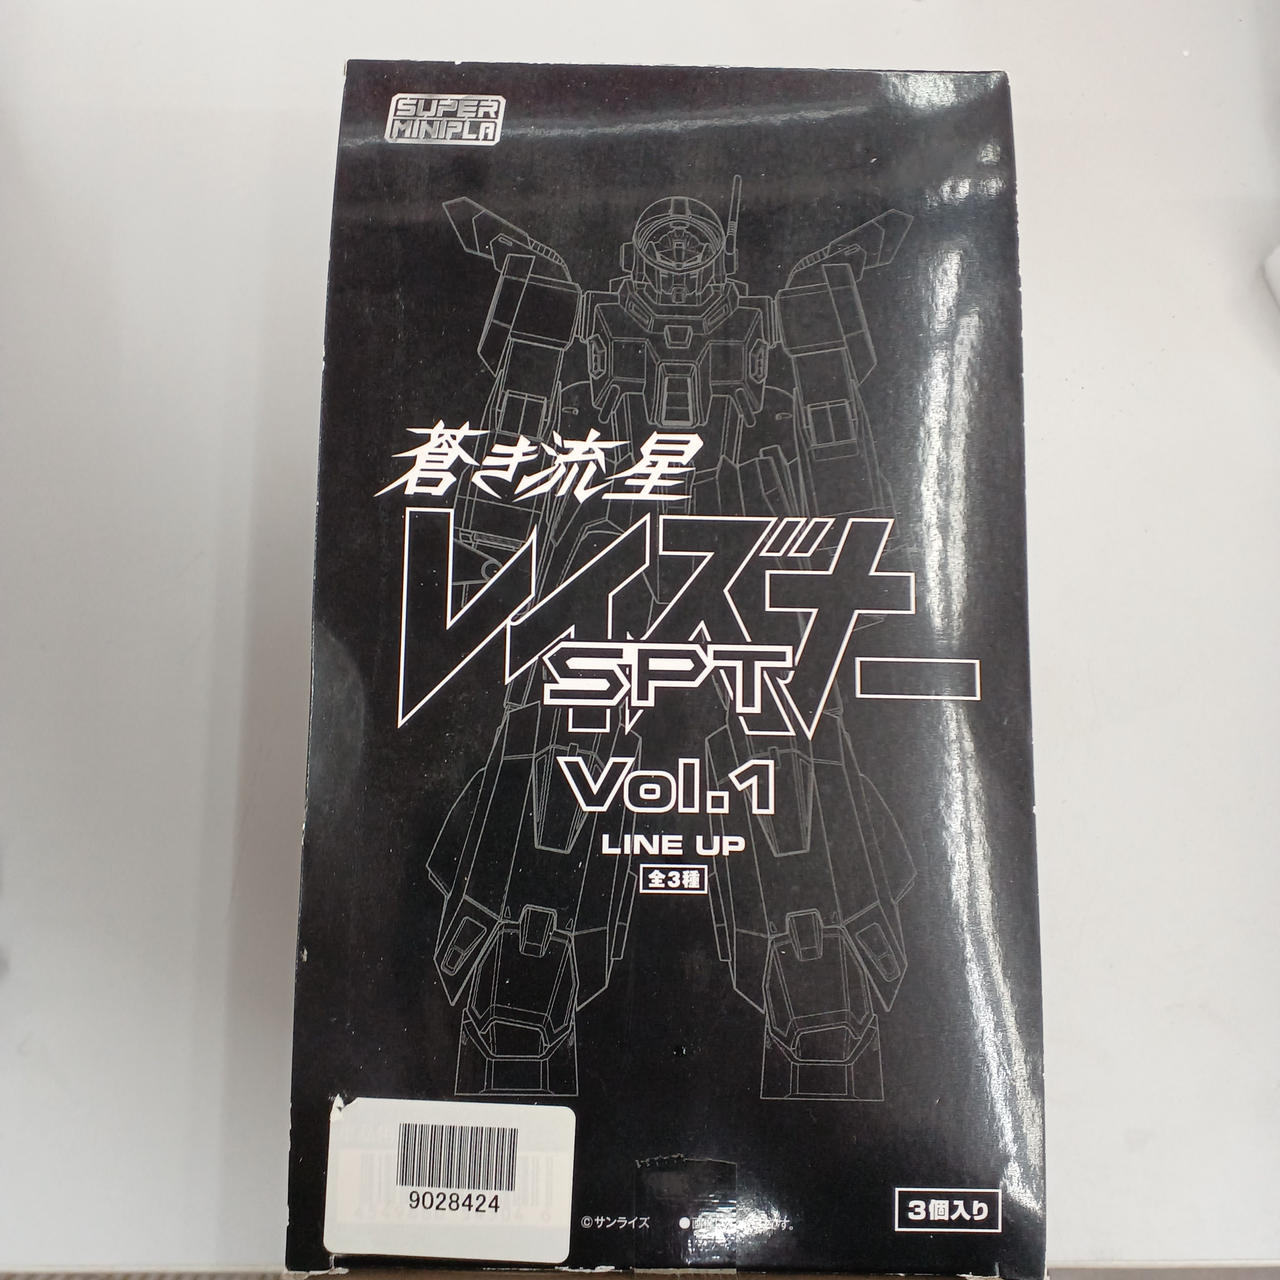 SUPER
MINIPLA
蒼き流星
レイズナー
SPT
Vol.1
LINE UP
全3種
9028424
©サンライズ
3個入り